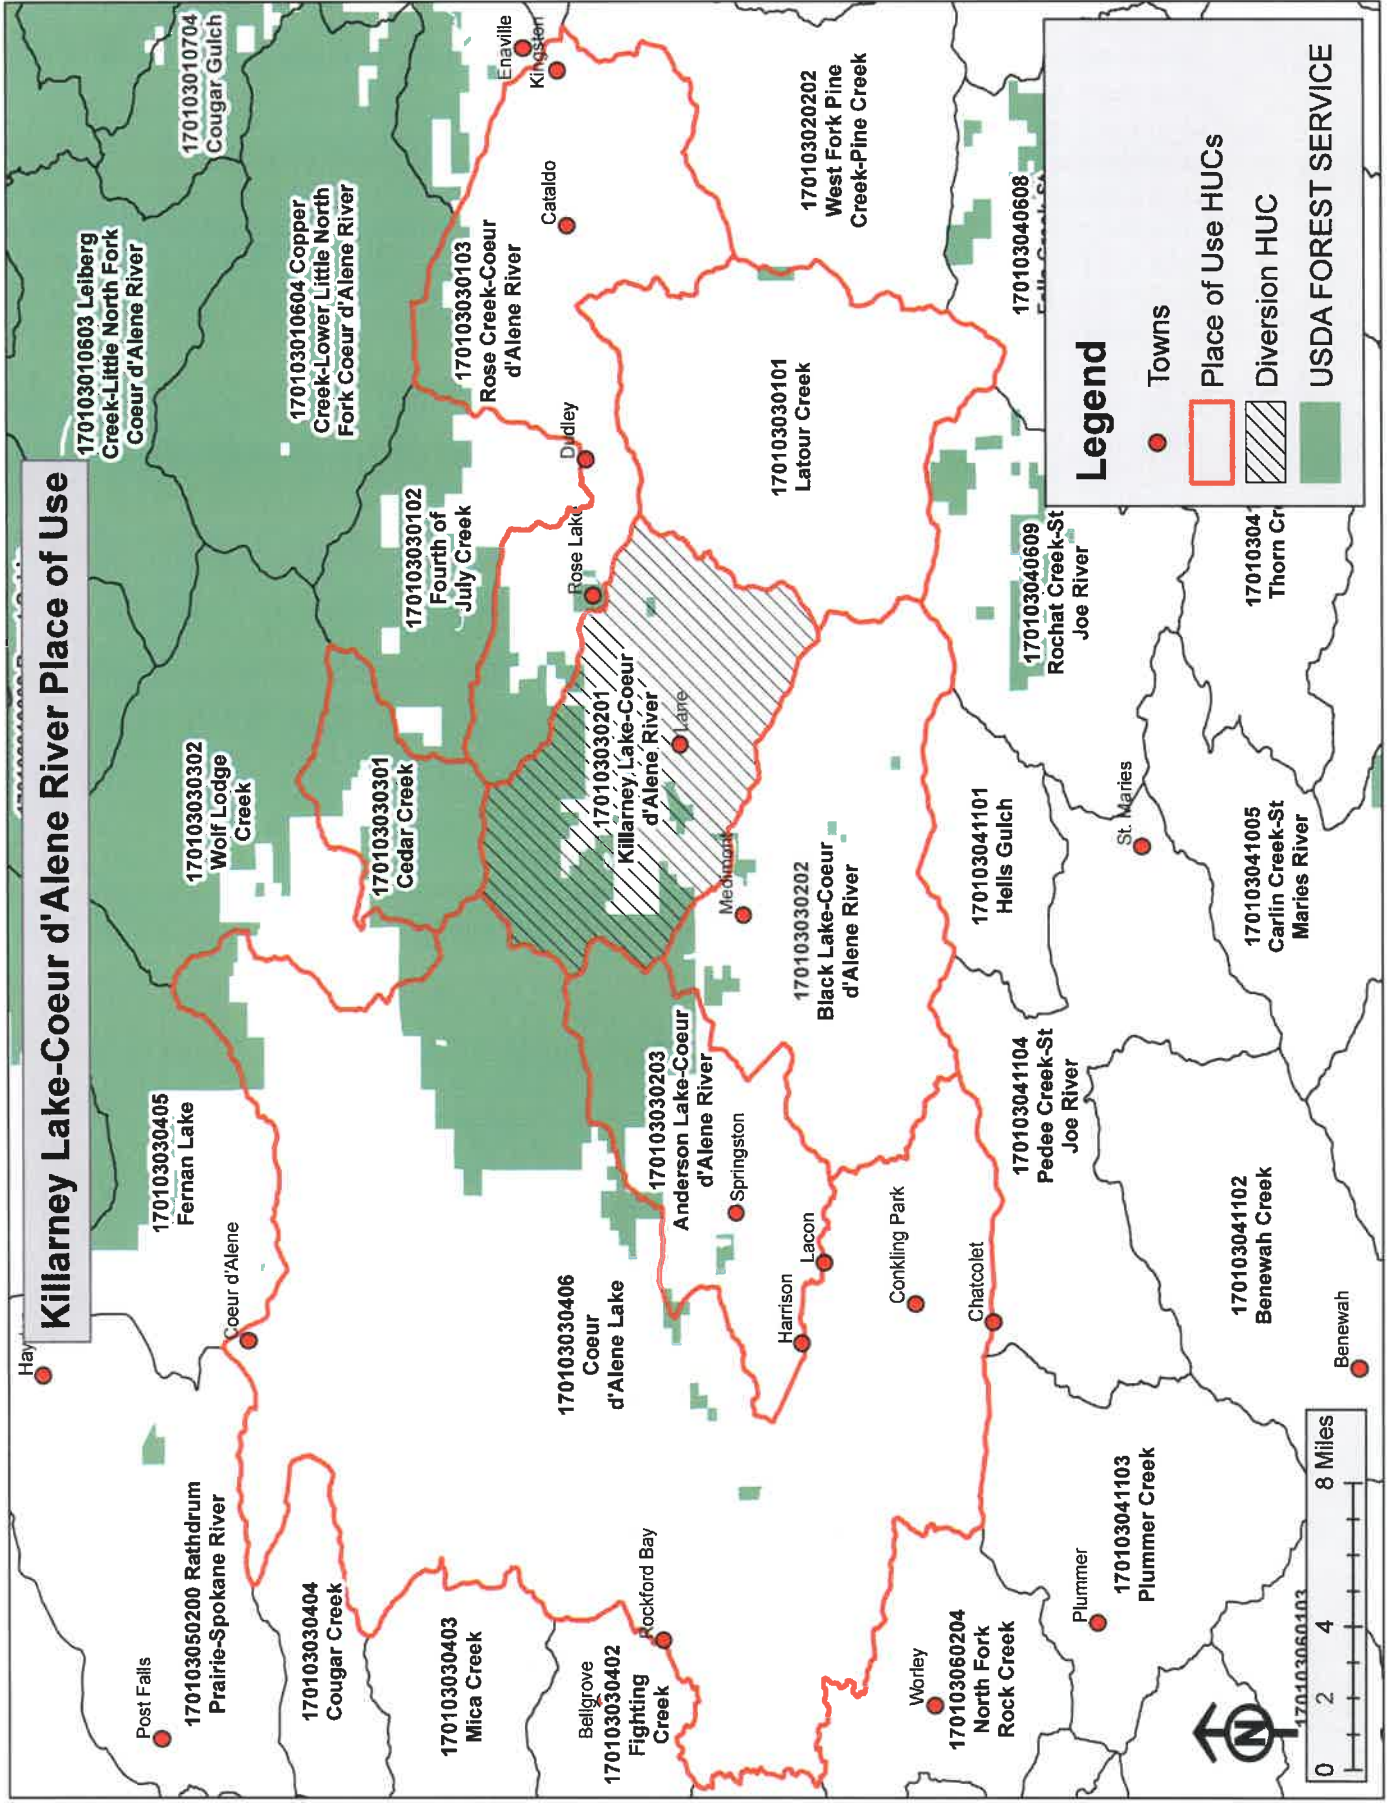 Killarney Lake-Coeur d'Alene River Place of Use
Post Falls
170103050200 Rathdrum
Prairie-Spokane River
Coeur d'Alene
170103030405
Fernan Lake
170103030302
Wolf Lodge
Creek
170103010603 Leiberg
Creek-Little North Fork
Coeur d'Alene River
170103010704
Cougar Gulch
170103030404
Cougar Creek
170103030301
Cedar Creek
170103010604 Copper
Creek-Lower Little North
Fork Coeur d'Alene River
170103030102
Fourth of
July Creek
170103030103
Rose Creek-Coeur
d'Alene River
Enaville
Kingston
Cataldo
Dudley
Rose Lake
170103030403
Mica Creek
Bellgrove
170103030402
Fighting
Creek
Rockford Bay
170103030406
Coeur
d'Alene Lake
170103030203
Anderson Lake-Coeur
d'Alene River
Springston
170103030201
Killarney Lake-Coeur
d'Alene River
Lane
Medimont
Harrison
Lacon
170103030202
Black Lake-Coeur
d'Alene River
170103030101
Latour Creek
170103020202
West Fork Pine
Creek-Pine Creek
Conkling Park
Chatcolet
Worley
170103060204
North Fork
Rock Creek
170103041104
Pedee Creek-St
Joe River
170103041101
Hells Gulch
170103040609
Rochat Creek-St
Joe River
170103040608
Plummer
170103041103
Plummer Creek
St. Maries
170103041102
Benewah Creek
170103041005
Carlin Creek-St
Maries River
170103041
Thorn Cr
Benewah
170103060103
N
0 2 4 8 Miles
Legend
Towns
Place of Use HUCs
Diversion HUC
USDA FOREST SERVICE